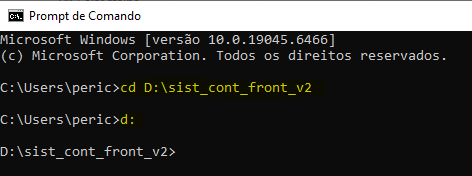 Prompt de Comando
Microsoft Windows [versão 10.0.19045.6466]
(c) Microsoft Corporation. Todos os direitos reservados.
C:\Users\peric>cd D:\sist_cont_front_v2
C:\Users\peric>d:
D:\sist_cont_front_v2>